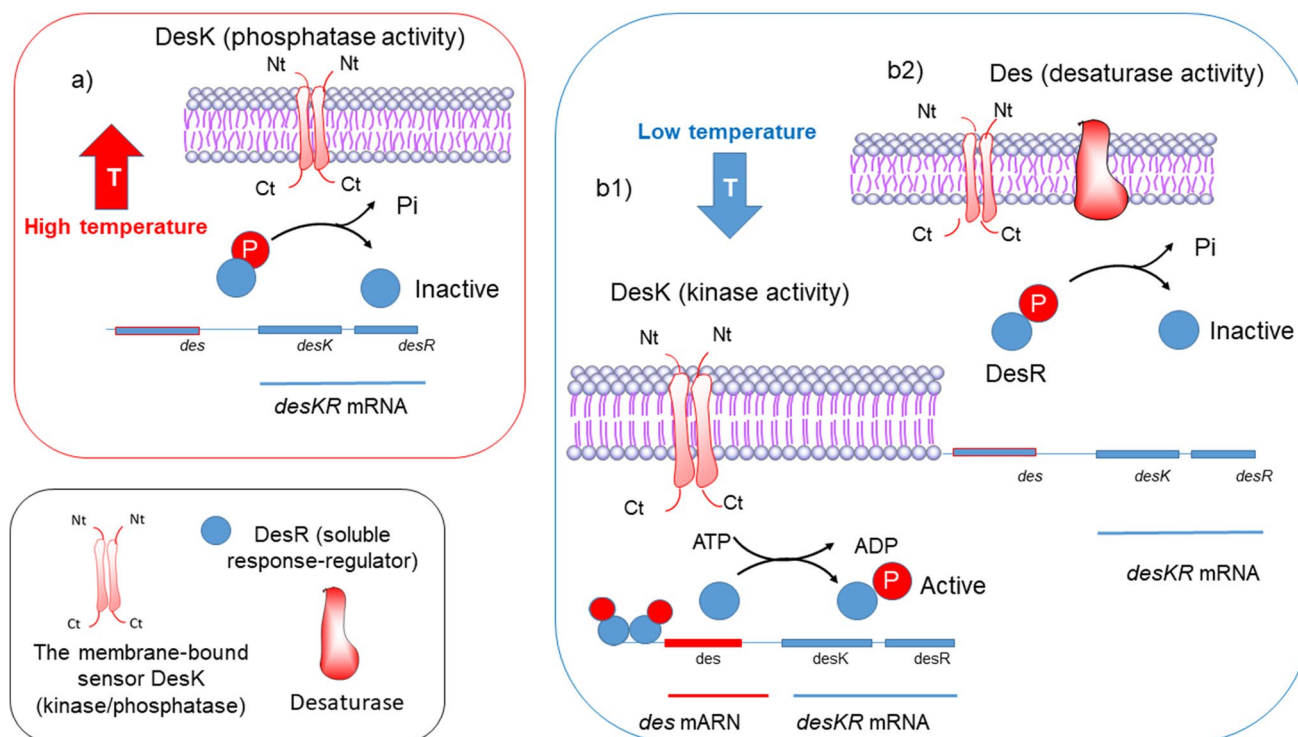 DesK (phosphatase activity)
a)
Nt
Nt
T
High temperature
Ct
Ct
P
Pi
Inactive
des
desK
desR
desKR mRNA
Nt
Nt
Ct
Ct
The membrane-bound
sensor DesK
(kinase/phosphatase)
DesR (soluble
response-regulator)
Desaturase
b1)
Low temperature
T
DesK (kinase activity)
Nt
Nt
Ct
Ct
ATP
ADP
P
Active
des
desK
desR
des mARN
desKR mRNA
b2)
Des (desaturase activity)
Nt
Nt
Ct
Ct
P
Pi
DesR
Inactive
des
desK
desR
desKR mRNA